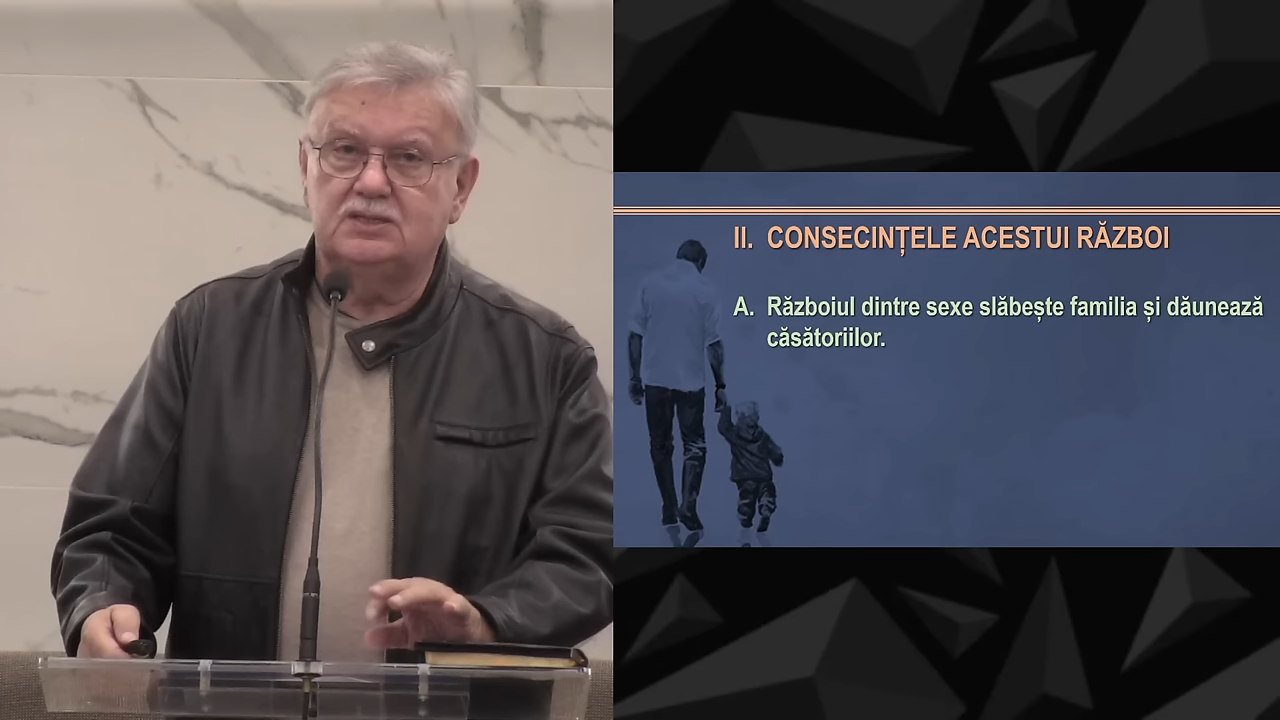 II. CONSECINȚELE ACESTUI RĂZBOI
A. Războiul dintre sexe slăbește familia și dăunează
căsătoriilor.